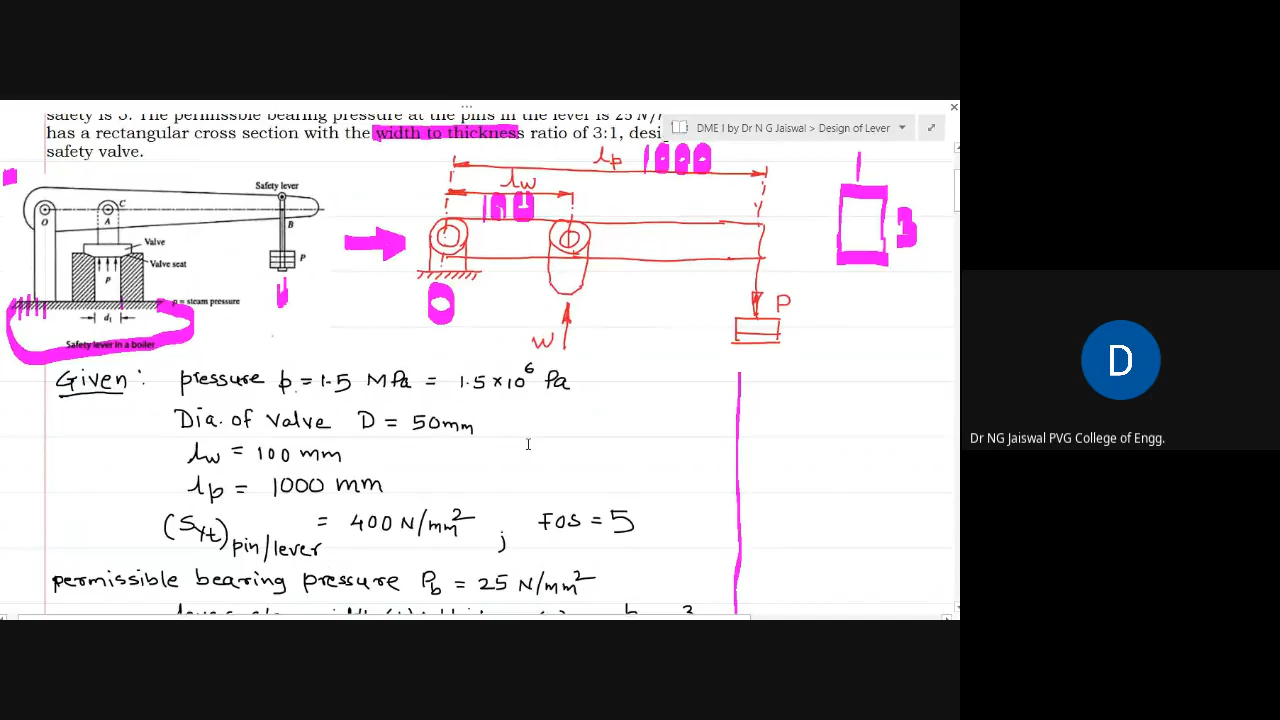 safety is 5. The permissble bearing pressure at the pins in the lever is 25 N/
has a rectangular cross section with the width to thickness ratio of 3:1, desi
safety valve.
DME I by Dr N G Jaiswal > Design of Lever
lp 1000
lw
100
1
3
Safety lever
O
A
C
B
Valve
Valve seat
P
p
p = steam pressure
d1
Safety lever in a boiler
O
W
P
Given: pressure p = 1.5 MPa = 1.5×10^6 Pa
Dia. of valve D = 50mm
lw = 100 mm
lp = 1000 mm
(Syt)pin/lever = 400 N/mm² ; FOS = 5
permissible bearing pressure Pb = 25 N/mm²
D
Dr NG Jaiswal PVG College of Engg.